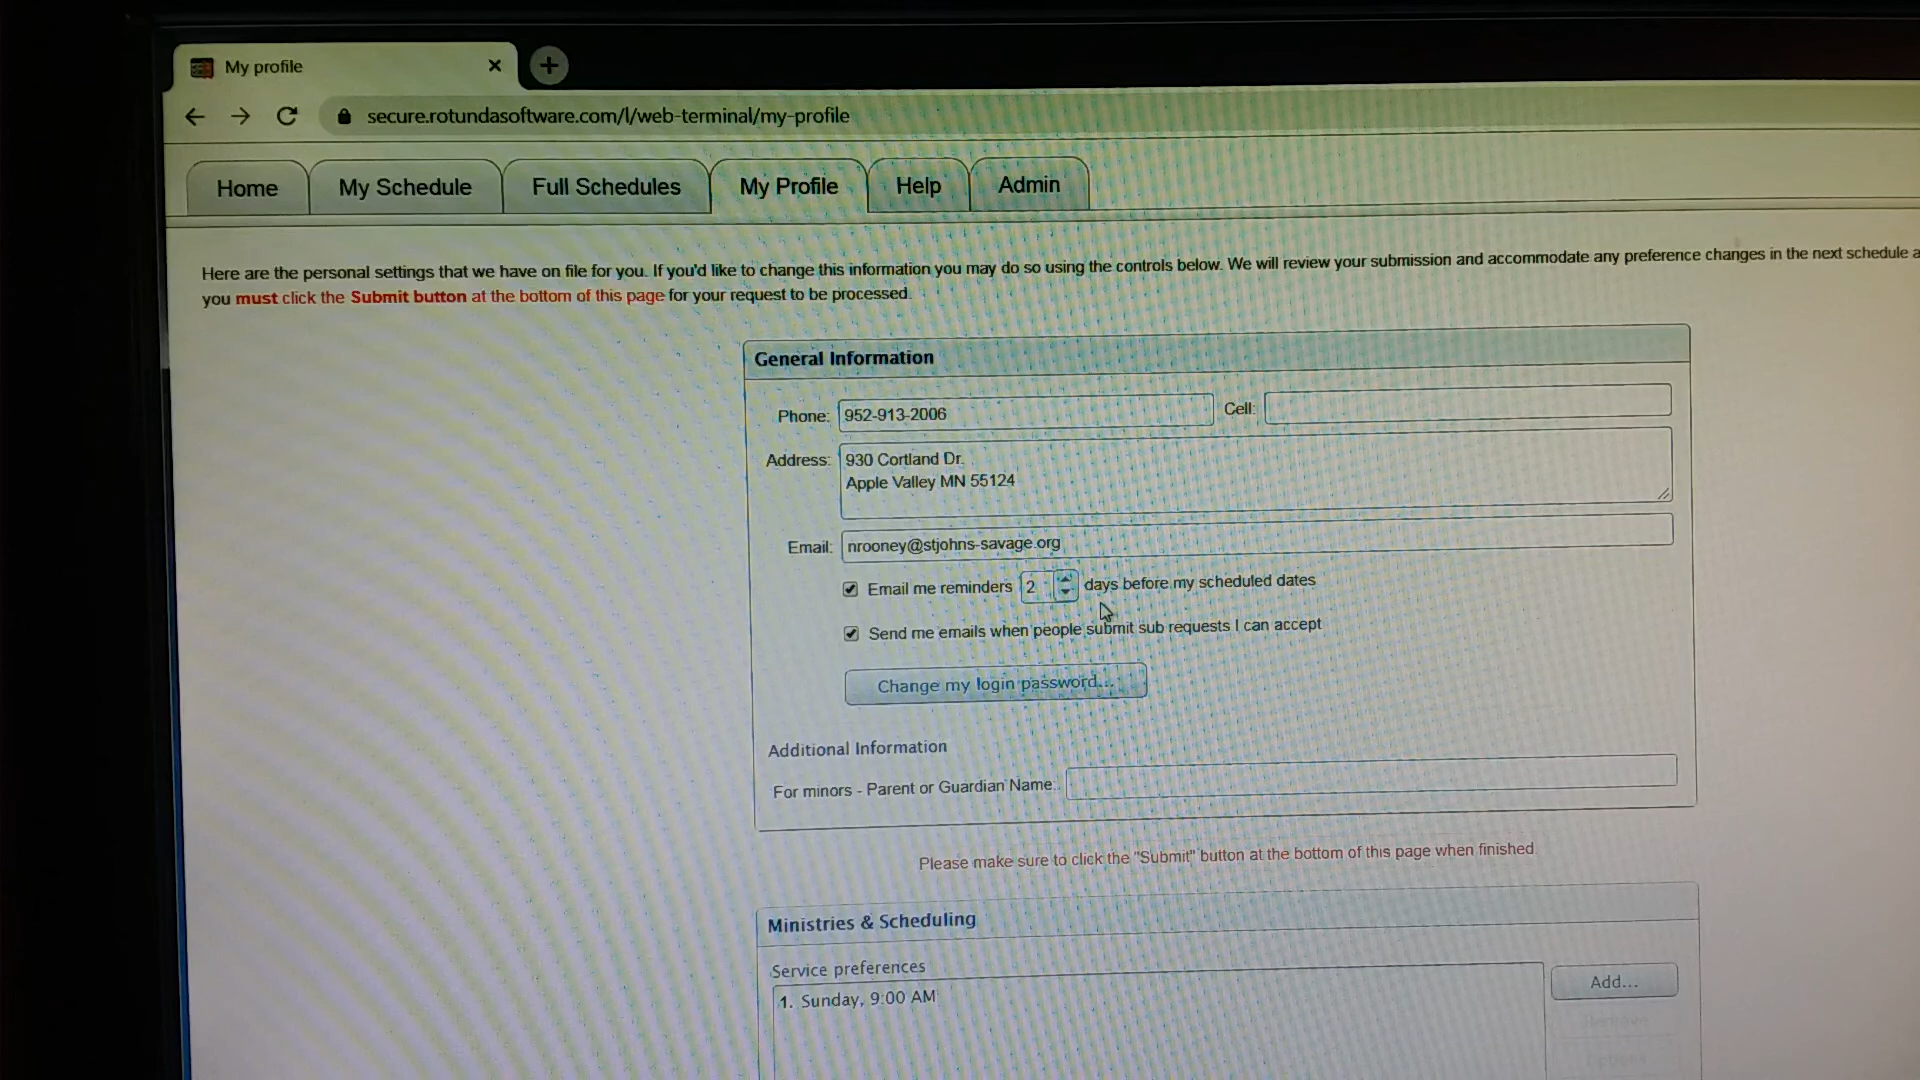 My profile
secure.rotundasoftware.com/l/web-terminal/my-profile
Home My Schedule Full Schedules My Profile Help Admin
Here are the personal settings that we have on file for you. If you'd like to change this information you may do so using the controls below. We will review your submission and accommodate any preference changes in the next schedule
you must click the Submit button at the bottom of this page for your request to be processed.
General Information
Phone: 952-913-2006 Cell:
Address: 930 Cortland Dr.
Apple Valley MN 55124
Email: nrooney@stjohns-savage.org
Email me reminders 2 days before my scheduled dates
Send me emails when people submit sub requests I can accept
Change my login password...
Additional Information
For minors - Parent or Guardian Name:
Please make sure to click the "Submit" button at the bottom of this page when finished.
Ministries & Scheduling
Service preferences
1. Sunday, 9:00 AM Add...
Remove